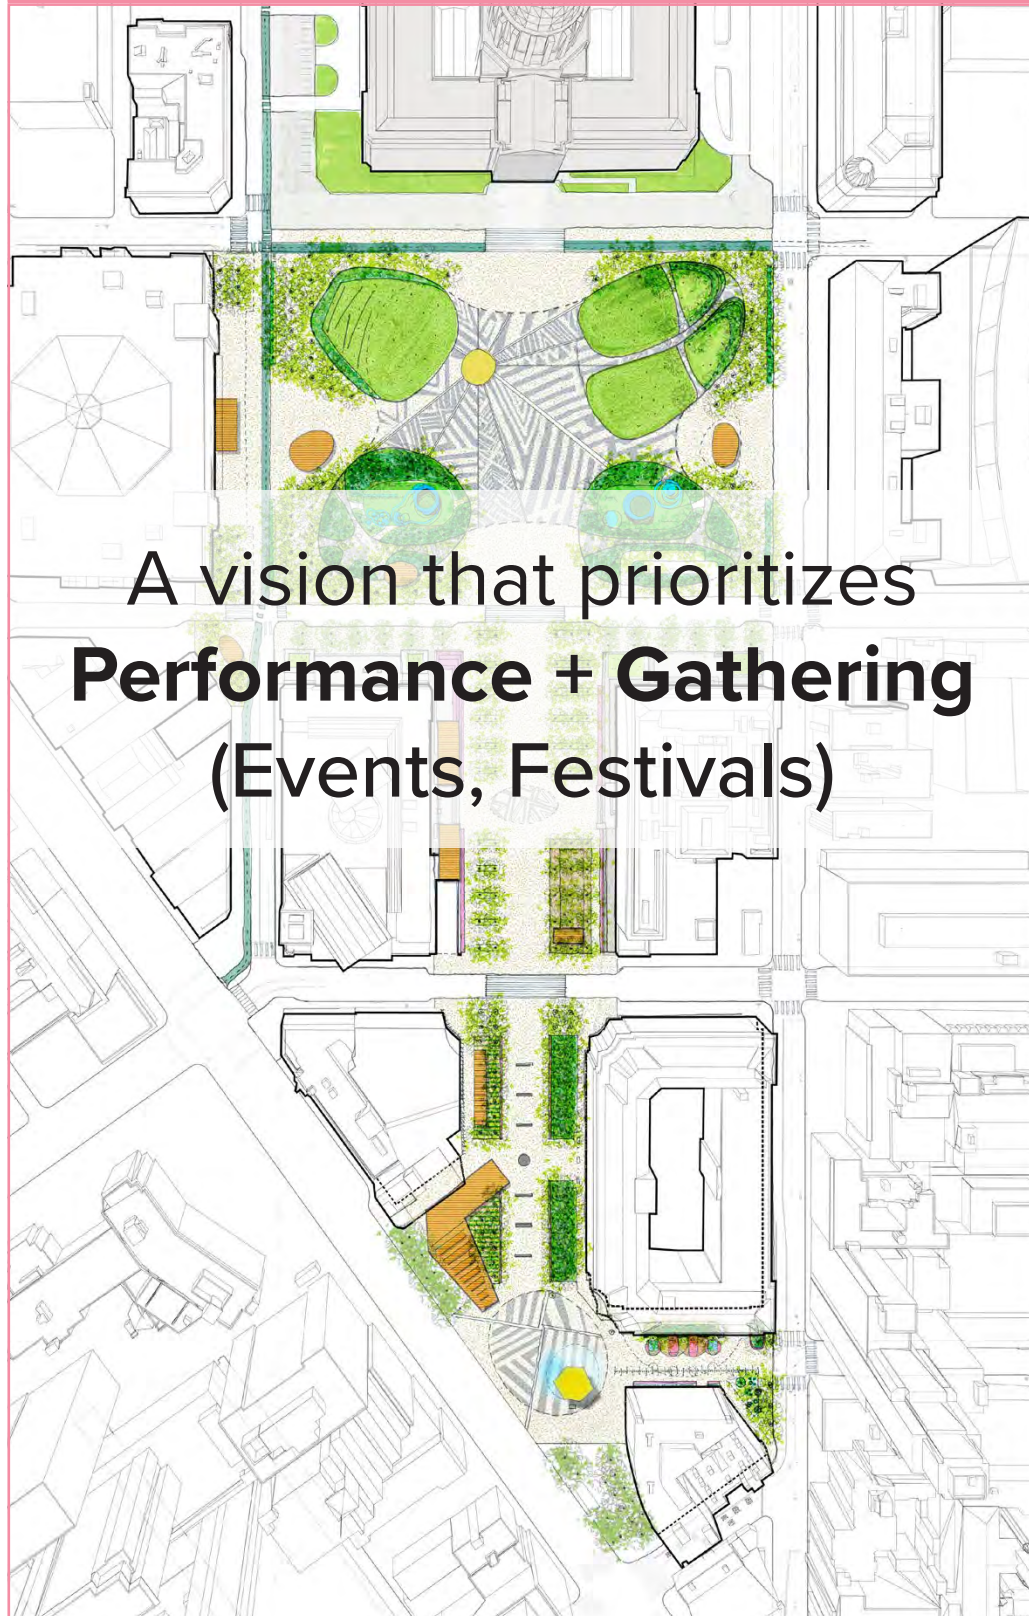 A vision that prioritizes
Performance + Gathering
(Events, Festivals)